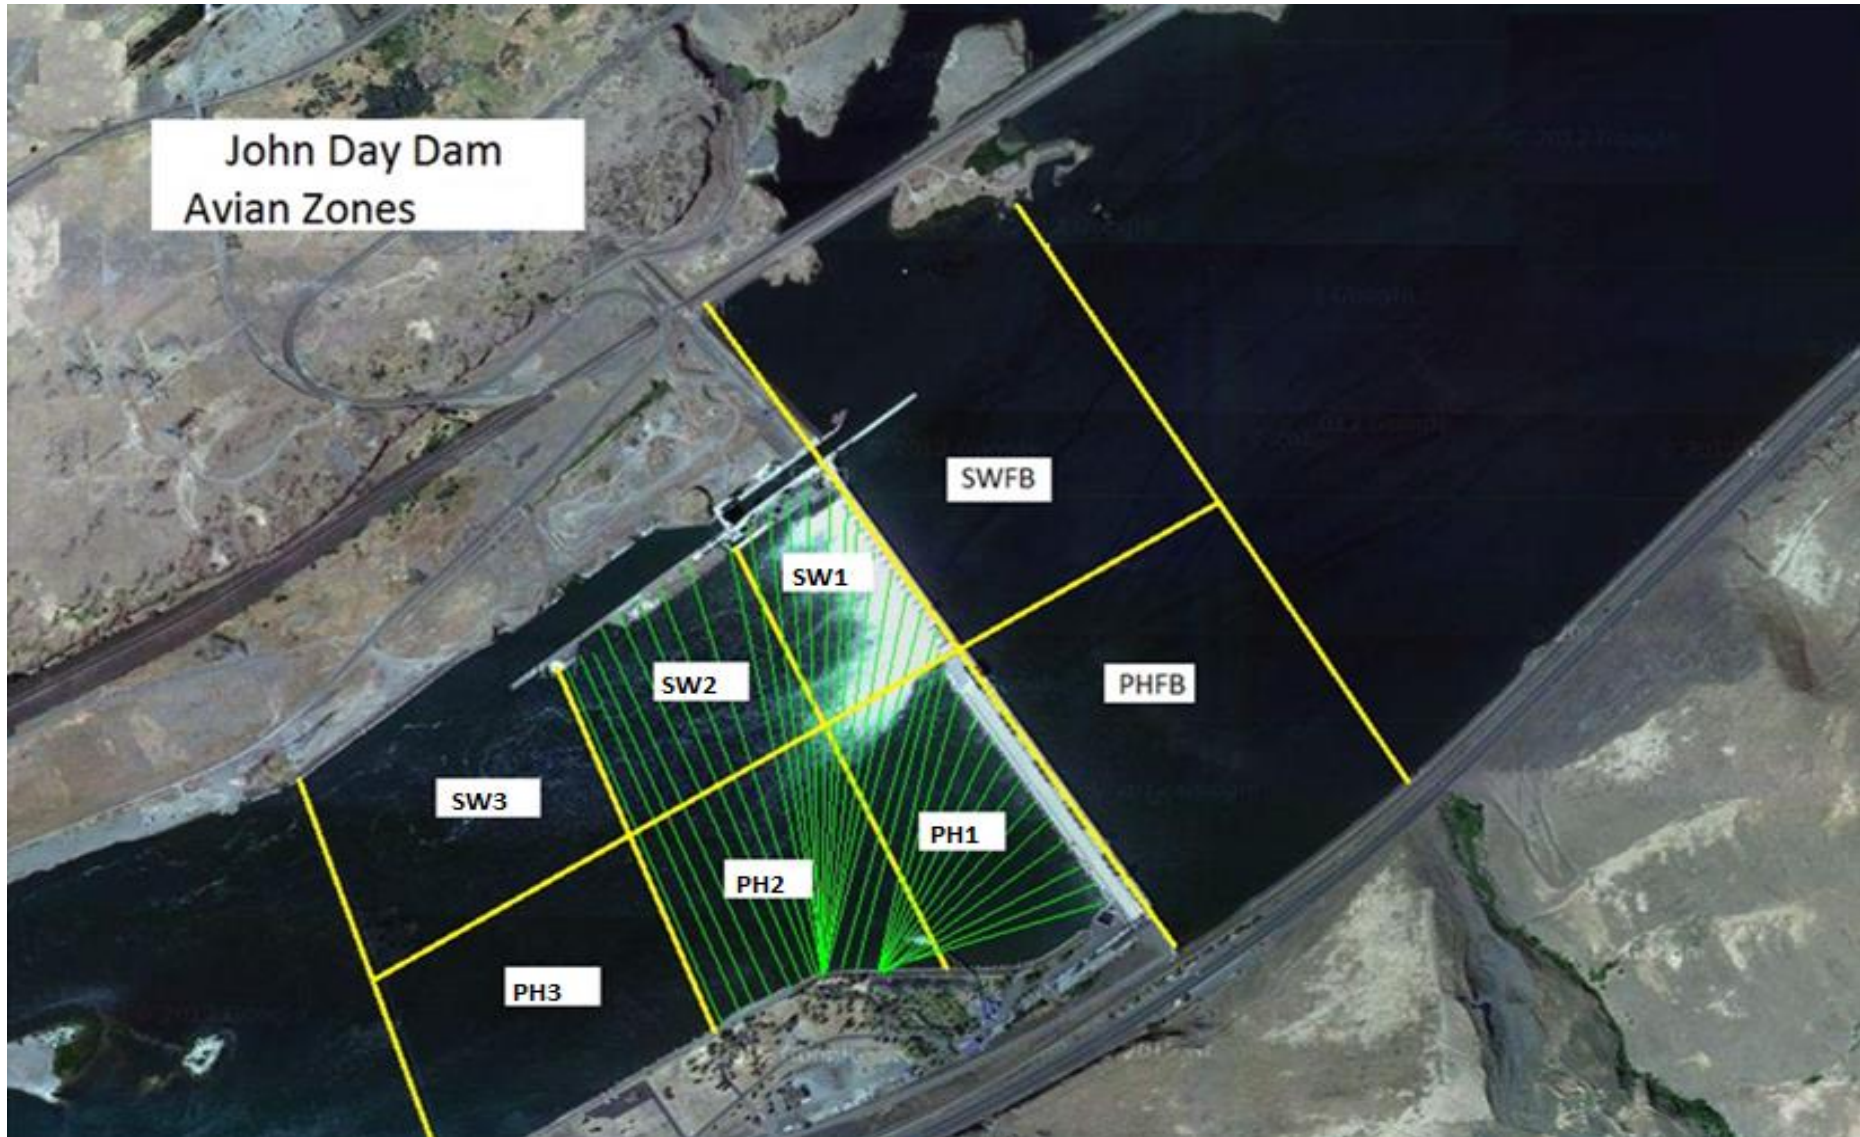 John Day Dam
Avian Zones
SWFB
SW1
SW2
PHFB
SW3
PH1
PH2
PH3